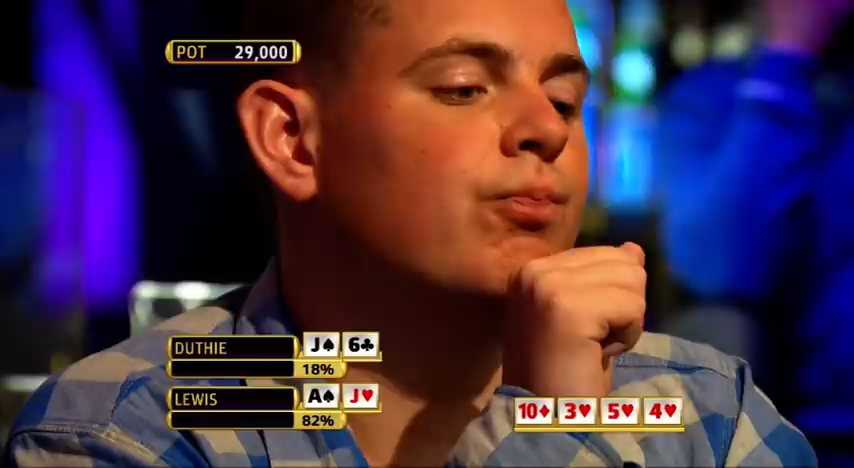 POT 29,000
DUTHIE J♠ 6♣
18%
LEWIS A♠ J♥
82%
10♦ 3♥ 5♥ 4♥